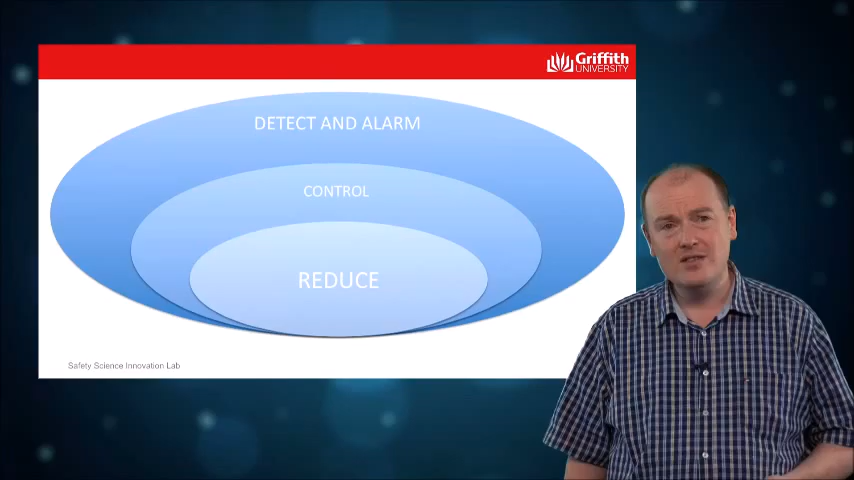 Griffith
UNIVERSITY
DETECT AND ALARM
CONTROL
REDUCE
Safety Science Innovation Lab